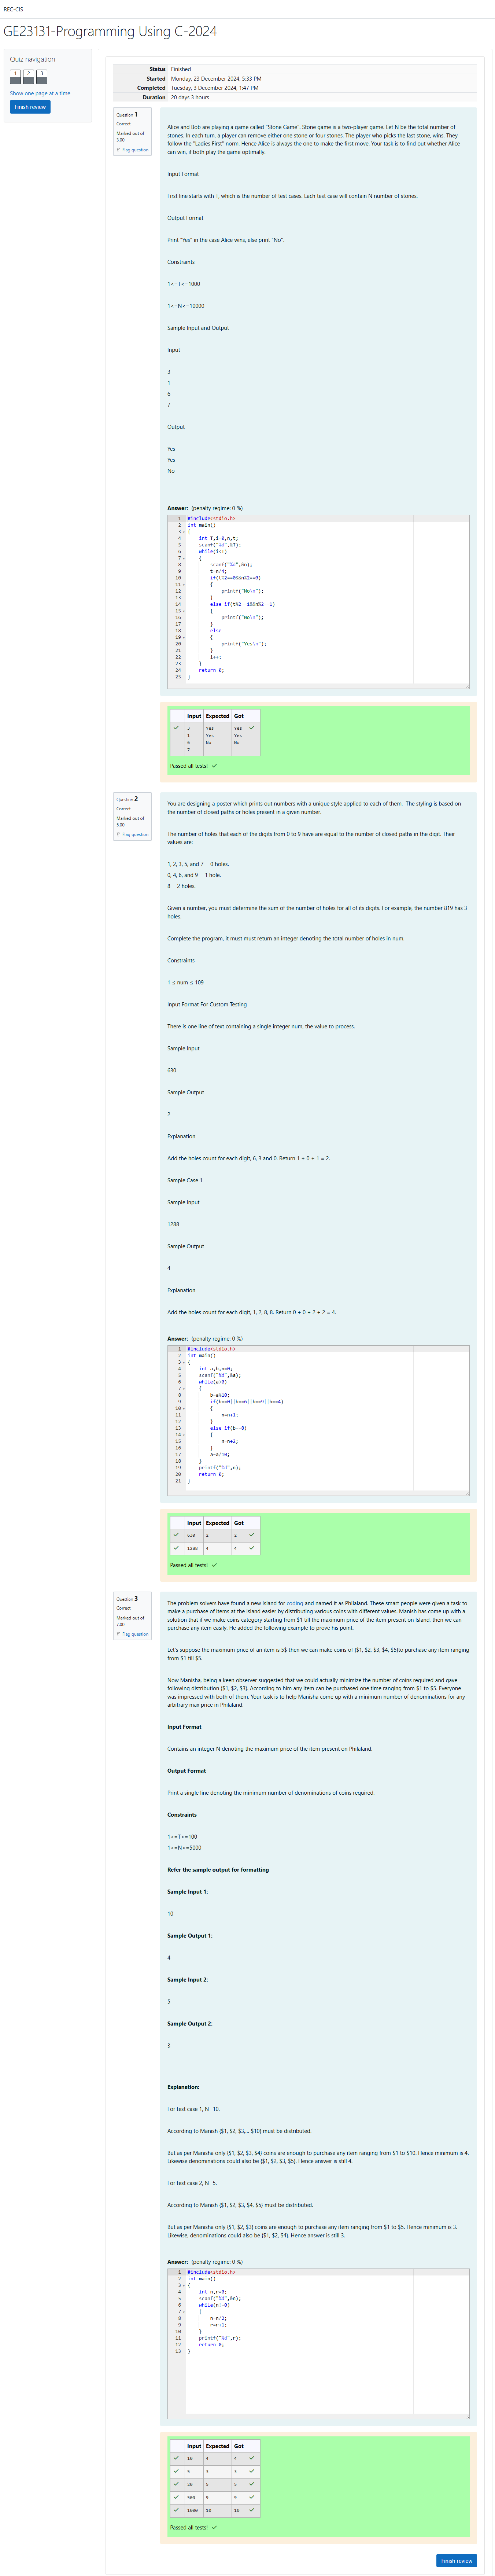 REC-CIS
GE23131-Programming Using C-2024
Quiz navigation
1 2 3
Show one page at a time
Finish review
Status Finished
Started Monday, 23 December 2024, 5:33 PM
Completed Tuesday, 3 December 2024, 1:47 PM
Duration 20 days 3 hours
Question 1
Correct
Marked out of
3.00
Flag question
Alice and Bob are playing a game called "Stone Game". Stone game is a two-player game. Let N be the total number of
stones. In each turn, a player can remove either one stone or four stones. The player who picks the last stone, wins. They
follow the "Ladies First" norm. Hence Alice is always the one to make the first move. Your task is to find out whether Alice
can win, if both play the game optimally.
Input Format
First line starts with T, which is the number of test cases. Each test case will contain N number of stones.
Output Format
Print "Yes" in the case Alice wins, else print "No".
Constraints
1<=T<=1000
1<=N<=10000
Sample Input and Output
Input
3
1
6
7
Output
Yes
Yes
No
Answer: (penalty regime: 0 %)
1 #include<stdio.h>
2 int main()
3 {
4 int T,i=0,n,t;
5 scanf("%d",&T);
6 while(i<T)
7 {
8 scanf("%d",&n);
9 t=n/4;
10 if(t%2==0&&n%2==0)
11 {
12 printf("No\n");
13 }
14 else if(t%2==1&&n%2==1)
15 {
16 printf("No\n");
17 }
18 else
19 {
20 printf("Yes\n");
21 }
22 i++;
23 }
24 return 0;
25 }
Input Expected Got
3 Yes Yes
1 Yes Yes
6 No No
7
Passed all tests!
Question 2
Correct
Marked out of
5.00
Flag question
You are designing a poster which prints out numbers with a unique style applied to each of them. The styling is based on
the number of closed paths or holes present in a given number.
The number of holes that each of the digits from 0 to 9 have are equal to the number of closed paths in the digit. Their
values are:
1, 2, 3, 5, and 7 = 0 holes.
0, 4, 6, and 9 = 1 hole.
8 = 2 holes.
Given a number, you must determine the sum of the number of holes for all of its digits. For example, the number 819 has 3
holes.
Complete the program, it must must return an integer denoting the total number of holes in num.
Constraints
1 ≤ num ≤ 109
Input Format For Custom Testing
There is one line of text containing a single integer num, the value to process.
Sample Input
630
Sample Output
2
Explanation
Add the holes count for each digit, 6, 3 and 0. Return 1 + 0 + 1 = 2.
Sample Case 1
Sample Input
1288
Sample Output
4
Explanation
Add the holes count for each digit, 1, 2, 8, 8. Return 0 + 0 + 2 + 2 = 4.
Answer: (penalty regime: 0 %)
1 #include<stdio.h>
2 int main()
3 {
4 int a,b,n=0;
5 scanf("%d",&a);
6 while(a>0)
7 {
8 b=a%10;
9 if(b==0||b==6||b==9||b==4)
10 {
11 n=n+1;
12 }
13 else if(b==8)
14 {
15 n=n+2;
16 }
17 a=a/10;
18 }
19 printf("%d",n);
20 return 0;
21 }
Input Expected Got
630 2 2
1288 4 4
Passed all tests!
Question 3
Correct
Marked out of
7.00
Flag question
The problem solvers have found a new Island for coding and named it as Philaland. These smart people were given a task to
make a purchase of items at the Island easier by distributing various coins with different values. Manish has come up with a
solution that if we make coins category starting from $1 till the maximum price of the item present on Island, then we can
purchase any item easily. He added the following example to prove his point.
Let's suppose the maximum price of an item is 5$ then we can make coins of {$1, $2, $3, $4, $5}to purchase any item ranging
from $1 till $5.
Now Manisha, being a keen observer suggested that we could actually minimize the number of coins required and gave
following distribution {$1, $2, $3}. According to him any item can be purchased one time ranging from $1 to $5. Everyone
was impressed with both of them. Your task is to help Manisha come up with a minimum number of denominations for any
arbitrary max price in Philaland.
Input Format
Contains an integer N denoting the maximum price of the item present on Philaland.
Output Format
Print a single line denoting the minimum number of denominations of coins required.
Constraints
1<=T<=100
1<=N<=5000
Refer the sample output for formatting
Sample Input 1:
10
Sample Output 1:
4
Sample Input 2:
5
Sample Output 2:
3
Explanation:
For test case 1, N=10.
According to Manish {$1, $2, $3,... $10} must be distributed.
But as per Manisha only {$1, $2, $3, $4} coins are enough to purchase any item ranging from $1 to $10. Hence minimum is 4.
Likewise denominations could also be {$1, $2, $3, $5}. Hence answer is still 4.
For test case 2, N=5.
According to Manish {$1, $2, $3, $4, $5} must be distributed.
But as per Manisha only {$1, $2, $3} coins are enough to purchase any item ranging from $1 to $5. Hence minimum is 3.
Likewise, denominations could also be {$1, $2, $4}. Hence answer is still 3.
Answer: (penalty regime: 0 %)
1 #include<stdio.h>
2 int main()
3 {
4 int n,r=0;
5 scanf("%d",&n);
6 while(n!=0)
7 {
8 n=n/2;
9 r=r+1;
10 }
11 printf("%d",r);
12 return 0;
13 }
Input Expected Got
10 4 4
5 3 3
20 5 5
500 9 9
1000 10 10
Passed all tests!
Finish review